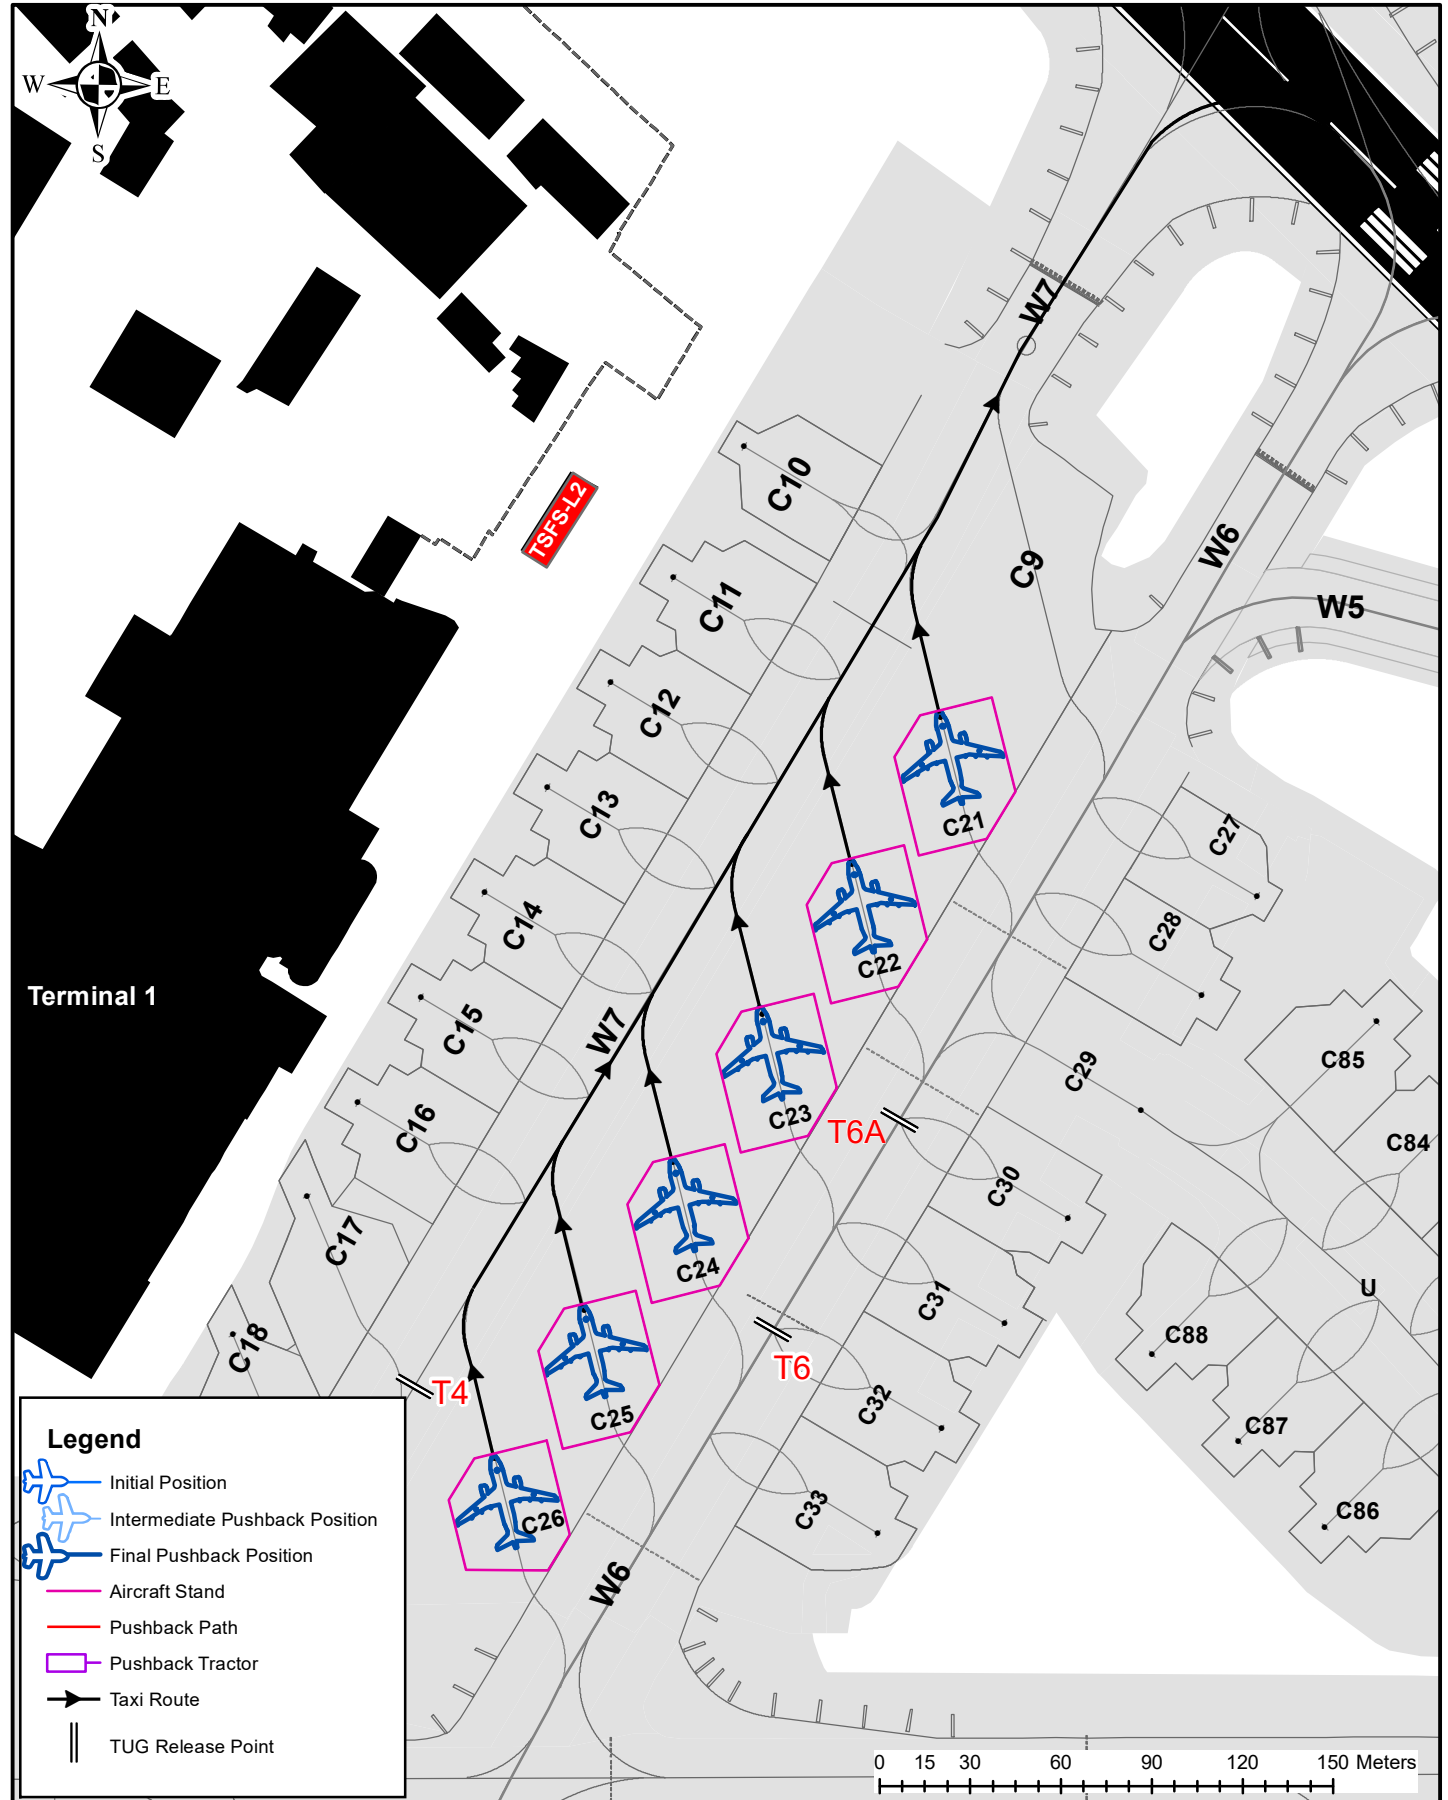 N
W
E
S
W7
C10
TSFS-L2
W6
C9
C11
W5
C12
C13
C21
C27
C14
C28
C22
Terminal 1
C15
W7
C29
C85
C23
T6A
C16
C84
C30
C17
C24
C31
U
C18
C88
T6
T4
C32
C25
C87
C33
C26
C86
W6
Legend
Initial Position
Intermediate Pushback Position
Final Pushback Position
Aircraft Stand
Pushback Path
Pushback Tractor
Taxi Route
TUG Release Point
0 15 30 60 90 120 150 Meters